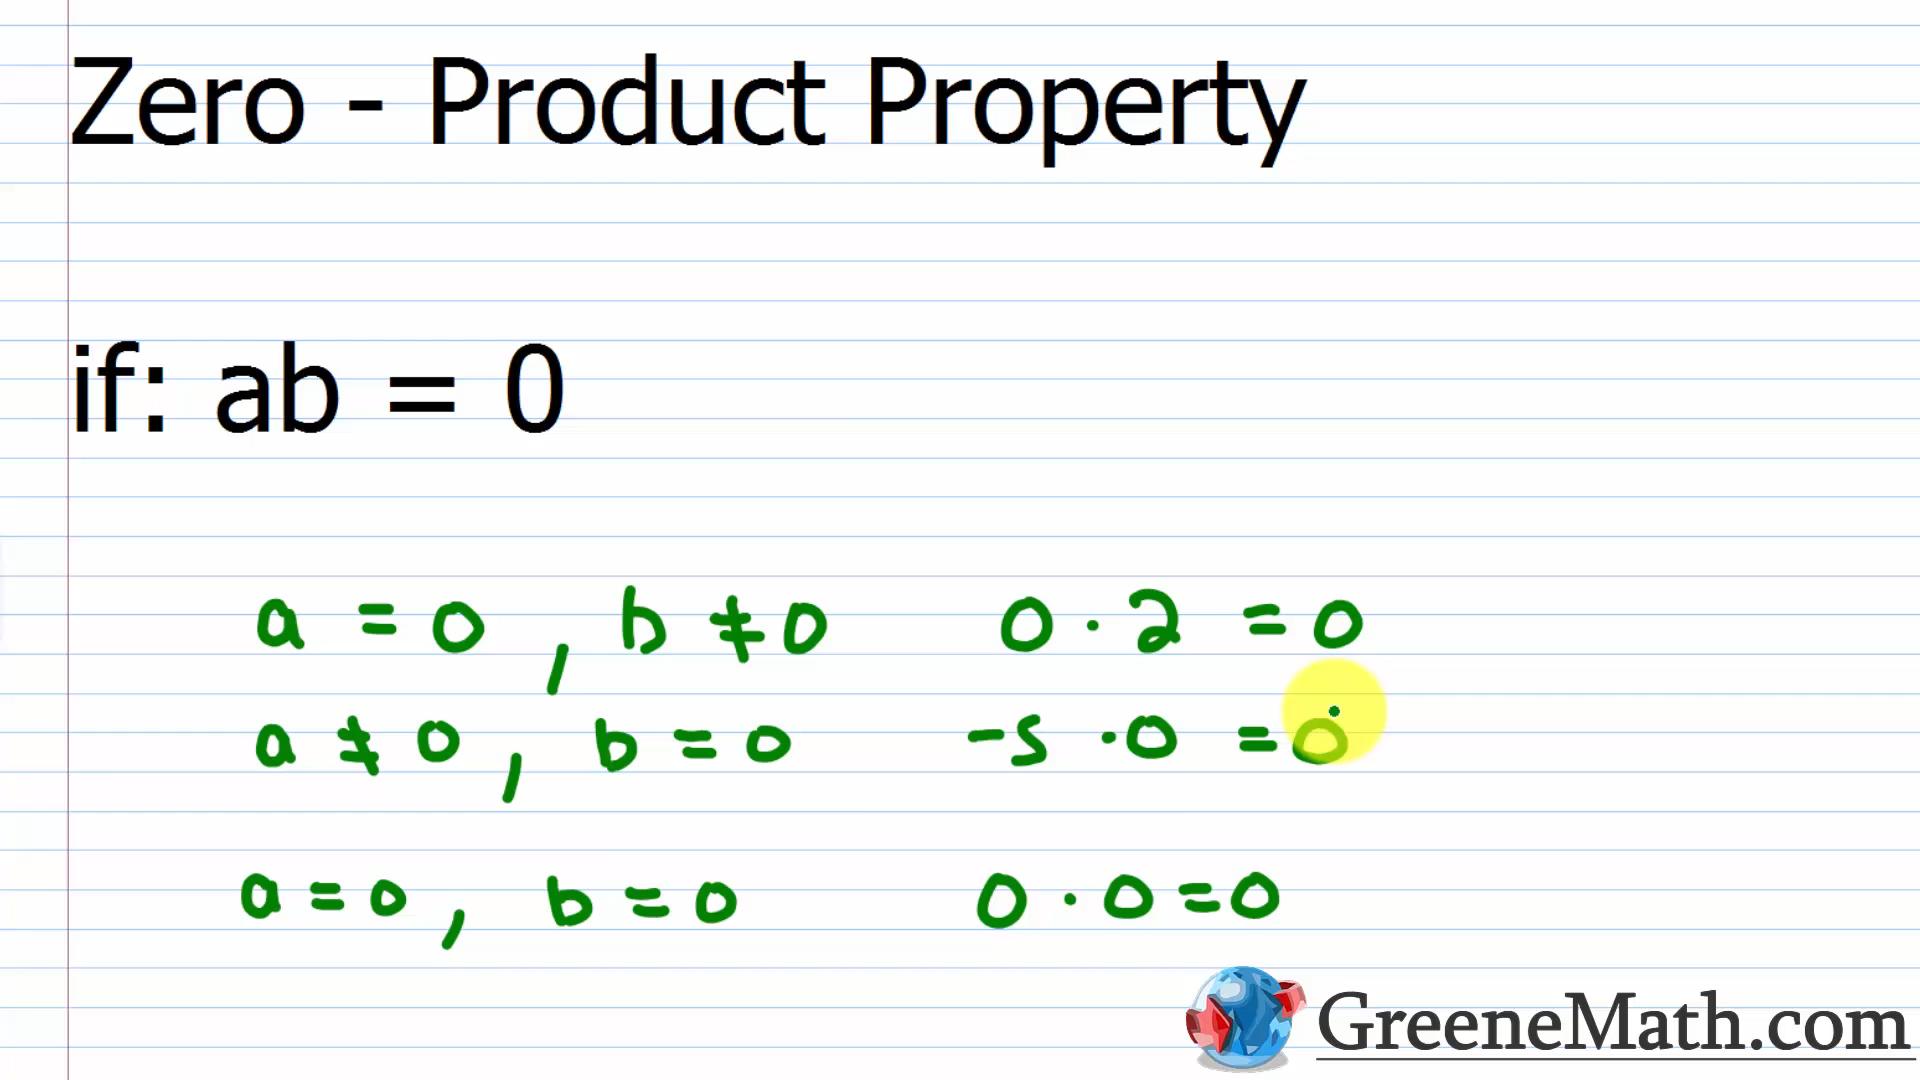 Zero - Product Property
if: ab = 0
a = 0 , b ≠ 0 0 · 2 = 0
a ≠ 0 , b = 0 -5 · 0 = 0
a = 0 , b = 0 0 · 0 = 0
GreeneMath.com